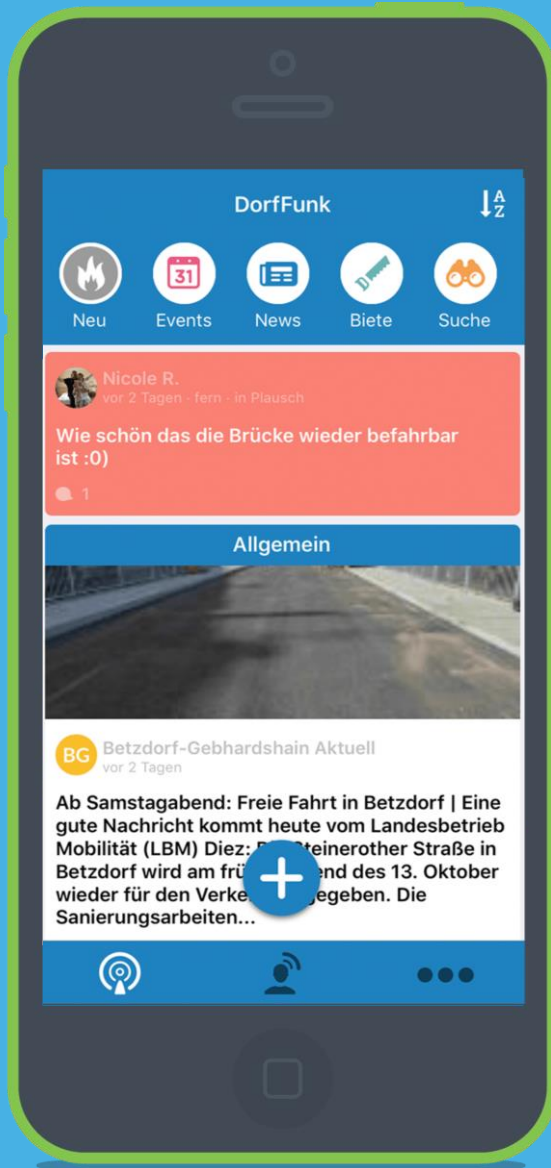 DorfFunk
A
Z
31
Neu
Events
News
Biete
Suche
Nicole R.
vor 2 Tagen · fern · in Plausch
Wie schön das die Brücke wieder befahrbar
ist :0)
1
Allgemein
BG
Betzdorf-Gebhardshain Aktuell
vor 2 Tagen
Ab Samstagabend: Freie Fahrt in Betzdorf | Eine
gute Nachricht kommt heute vom Landesbetrieb
Mobilität (LBM) Diez: Steinerother Straße in
Betzdorf wird am des 13. Oktober
wieder für den Die
Sanierungsarbeiten...